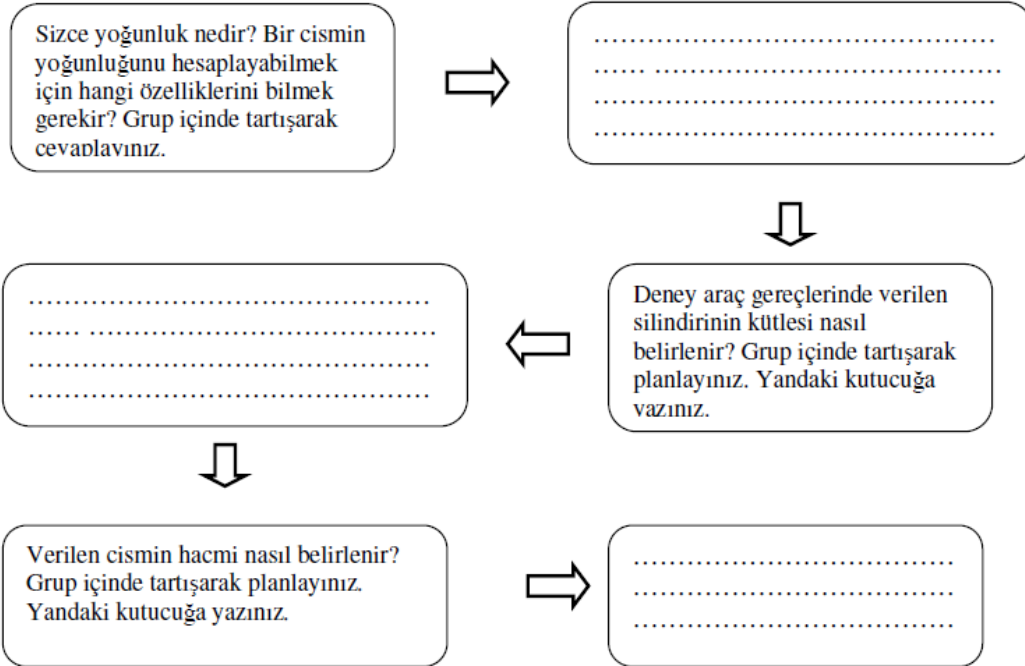 Sizce yoğunluk nedir? Bir cismin
yoğunluğunu hesaplayabilmek
için hangi özelliklerini bilmek
gerekir? Grup içinde tartışarak
cevaplayınız.
…………………………………………
…… ……………………………………
…………………………………………
…………………………………………
Deney araç gereçlerinde verilen
silindirinin kütlesi nasıl
belirlenir? Grup içinde tartışarak
planlayınız. Yandaki kutucuğa
yazınız.
…………………………………………
…… ……………………………………
…………………………………………
…………………………………………
Verilen cismin hacmi nasıl belirlenir?
Grup içinde tartışarak planlayınız.
Yandaki kutucuğa yazınız.
…………………………………
…………………………………
…………………………………